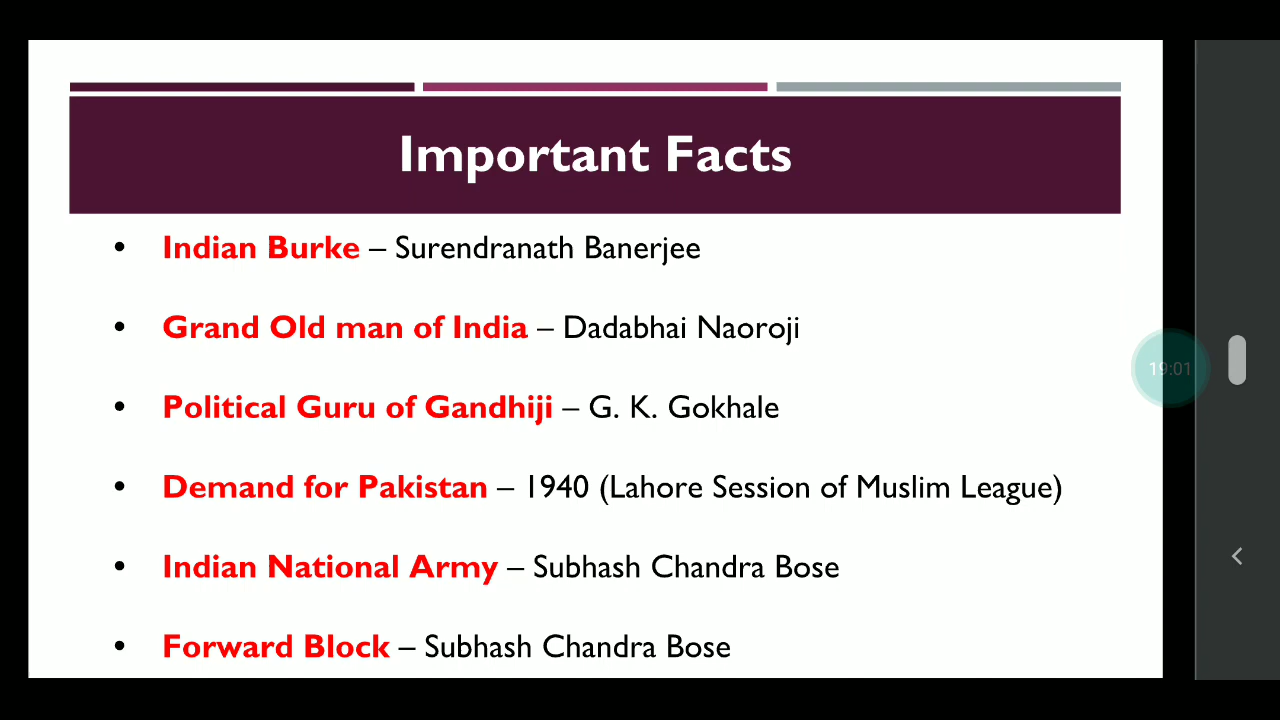 Important Facts
• Indian Burke – Surendranath Banerjee
• Grand Old man of India – Dadabhai Naoroji
• Political Guru of Gandhiji – G. K. Gokhale
• Demand for Pakistan – 1940 (Lahore Session of Muslim League)
• Indian National Army – Subhash Chandra Bose
• Forward Block – Subhash Chandra Bose
19:01